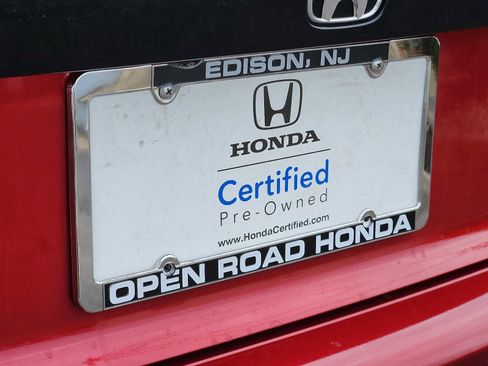 EDISON, NJ
HONDA
Certified
Pre-Owned
www.HondaCertified.com
OPEN ROAD HONDA